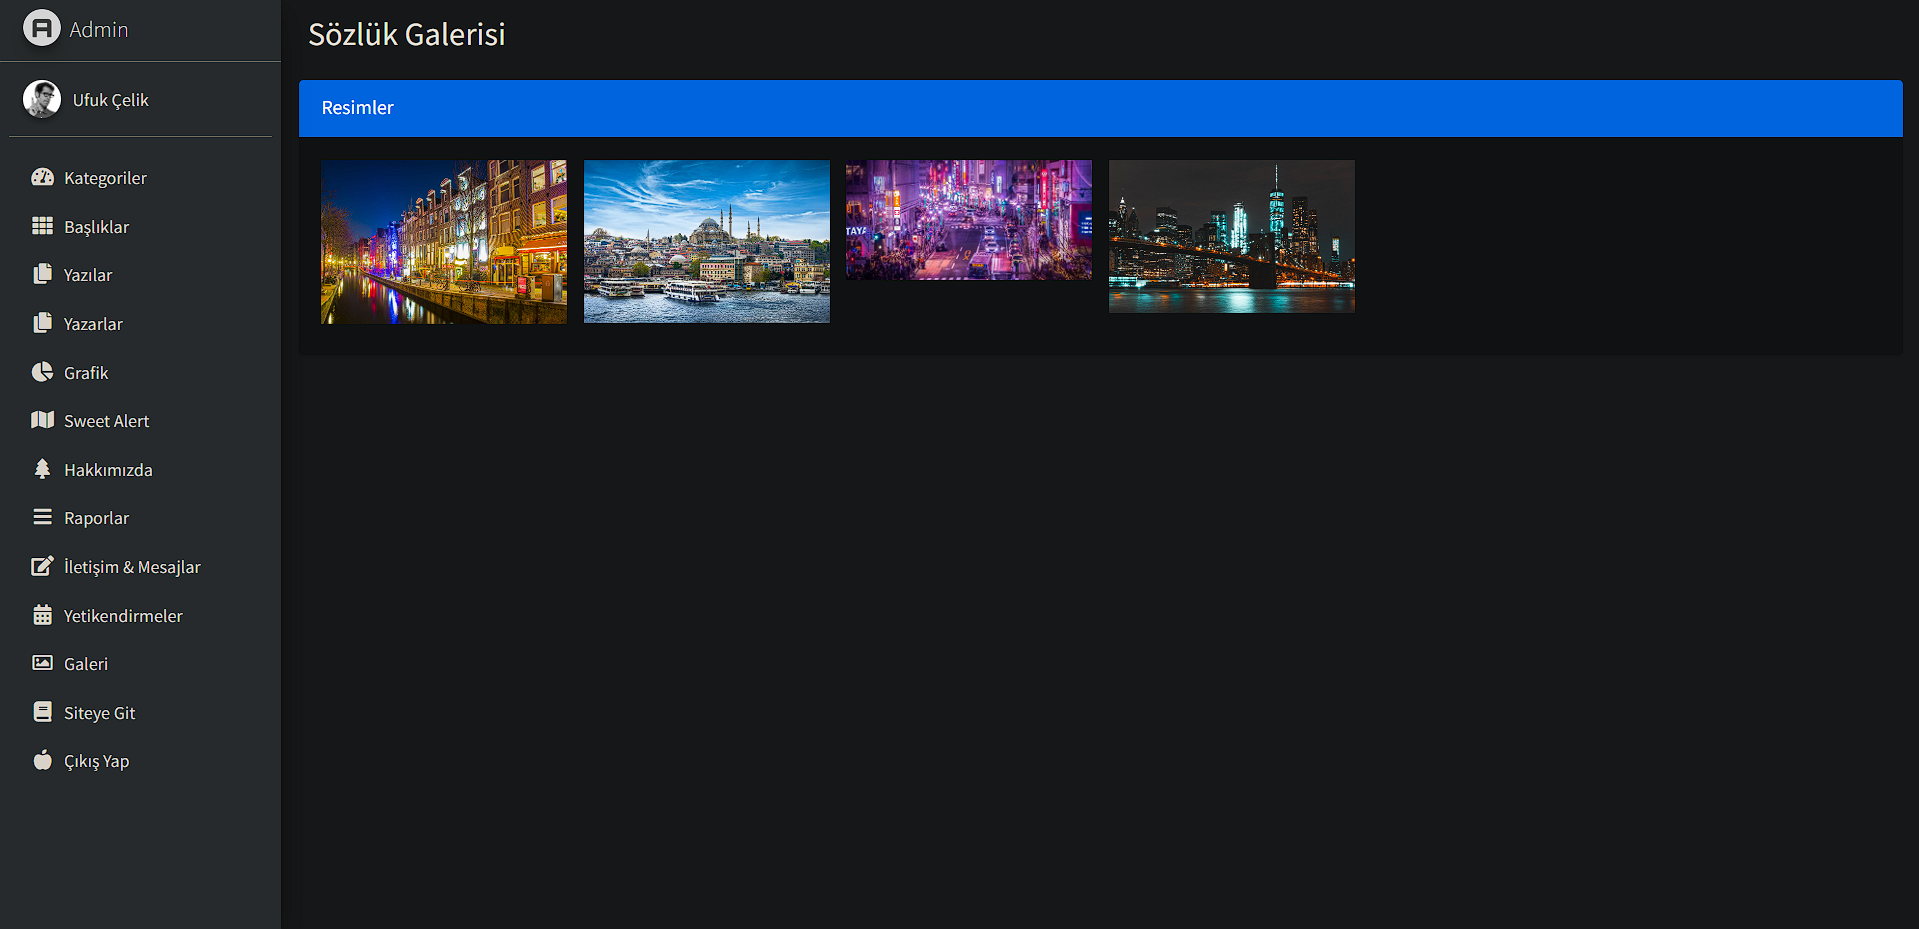 Admin
Ufuk Çelik
Kategoriler
Başlıklar
Yazılar
Yazarlar
Grafik
Sweet Alert
Hakkımızda
Raporlar
İletişim & Mesajlar
Yetikendirmeler
Galeri
Siteye Git
Çıkış Yap
Sözlük Galerisi
Resimler
TAYA